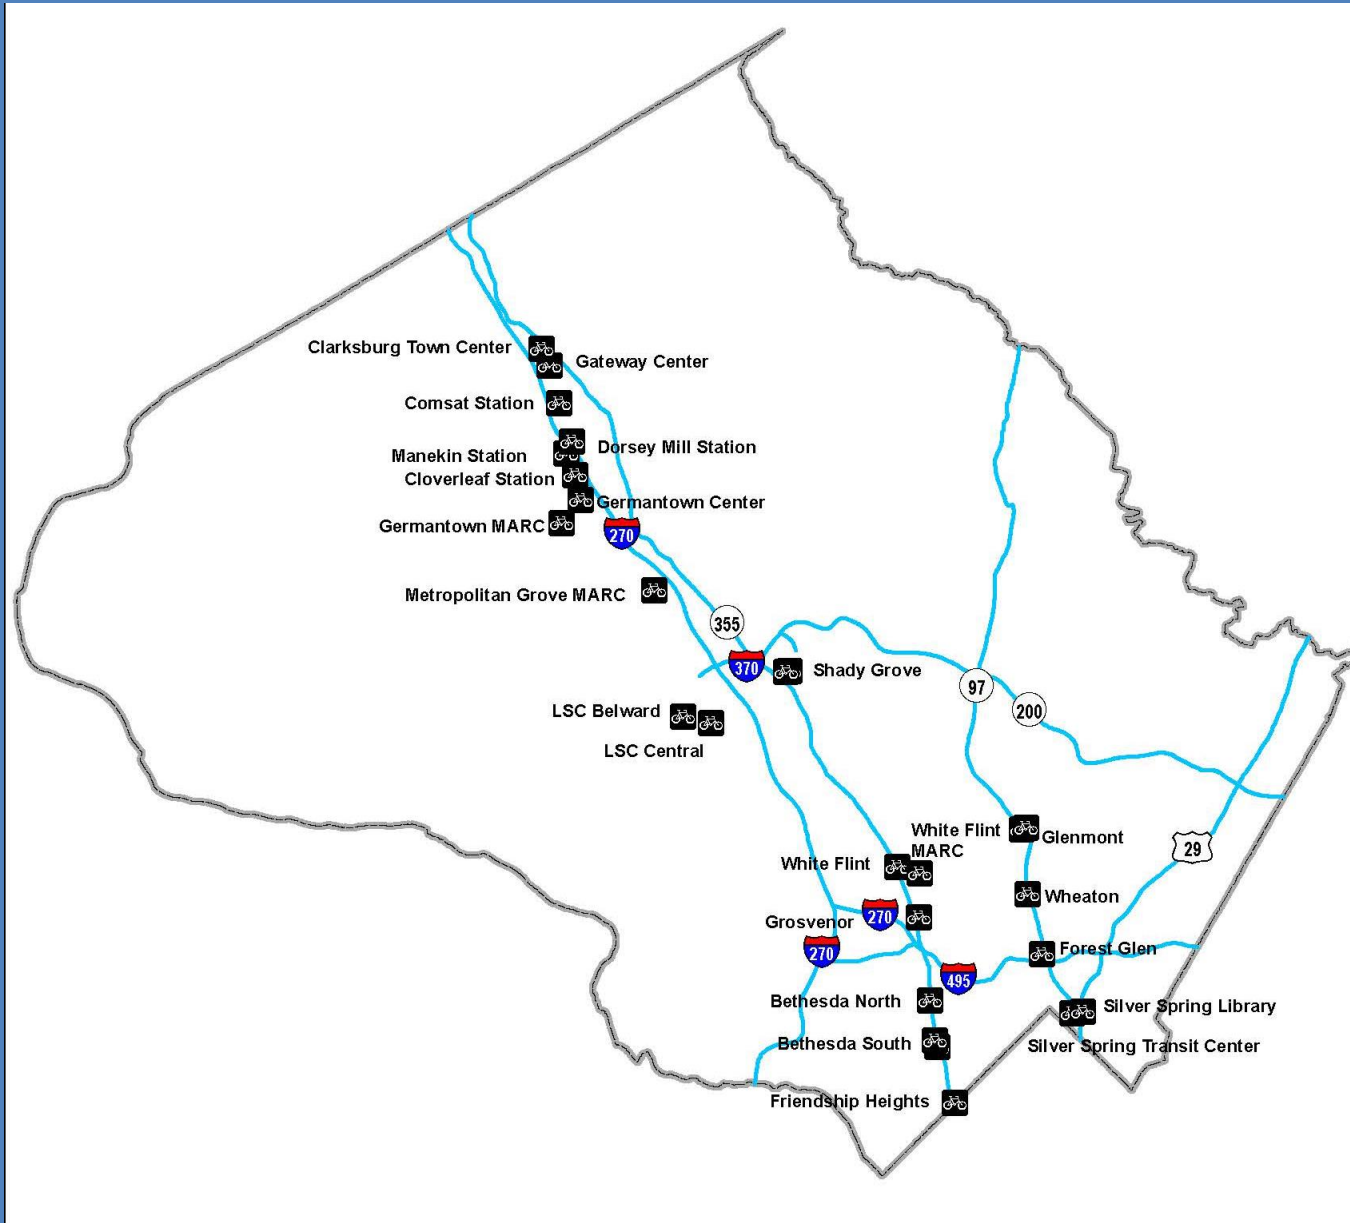 Clarksburg Town Center
Gateway Center
Comsat Station
Dorsey Mill Station
Manekin Station
Cloverleaf Station
Germantown Center
Germantown MARC
270
Metropolitan Grove MARC
355
370
Shady Grove
97
200
LSC Belward
LSC Central
White Flint
MARC
Glenmont
29
White Flint
Wheaton
270
Grosvenor
270
Forest Glen
495
Bethesda North
Silver Spring Library
Bethesda South
Silver Spring Transit Center
Friendship Heights